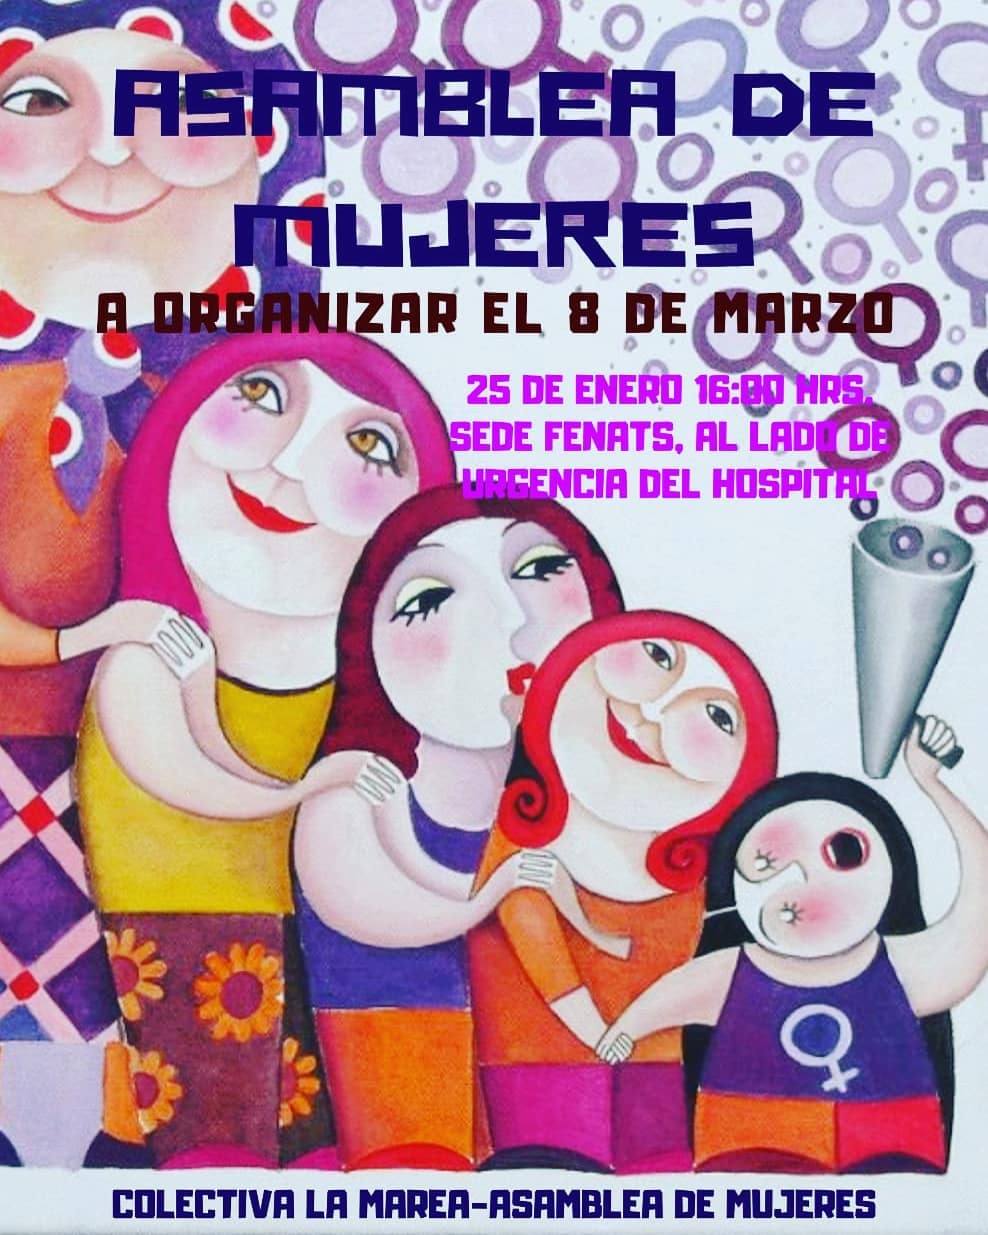 ASAMBLEA DE
MUJERES
A ORGANIZAR EL 8 DE MARZO
25 DE ENERO 16:00 HRS.
SEDE FENATS, AL LADO DE
URGENCIA DEL HOSPITAL
COLECTIVA LA MAREA-ASAMBLEA DE MUJERES